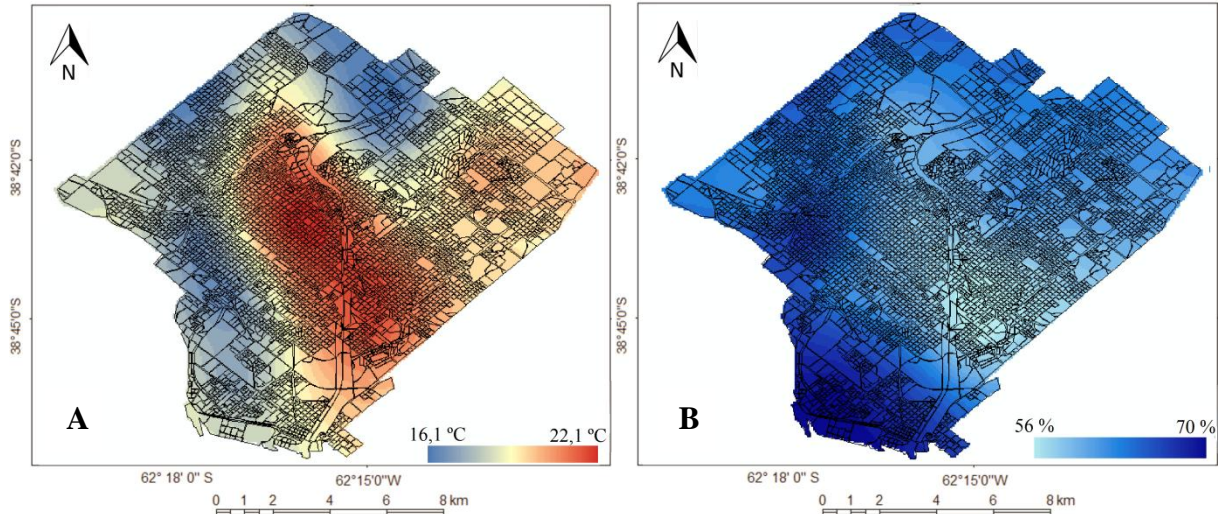 N
38° 42'0"S
38° 45'0"S
A
16,1 ºC
22,1 ºC
62° 18' 0" S
62°15'0"W
0 1 2 4 6 8 km
N
38° 42'0"S
38° 45'0"S
B
56 %
70 %
62° 18' 0" S
62°15'0"W
0 1 2 4 6 8 km